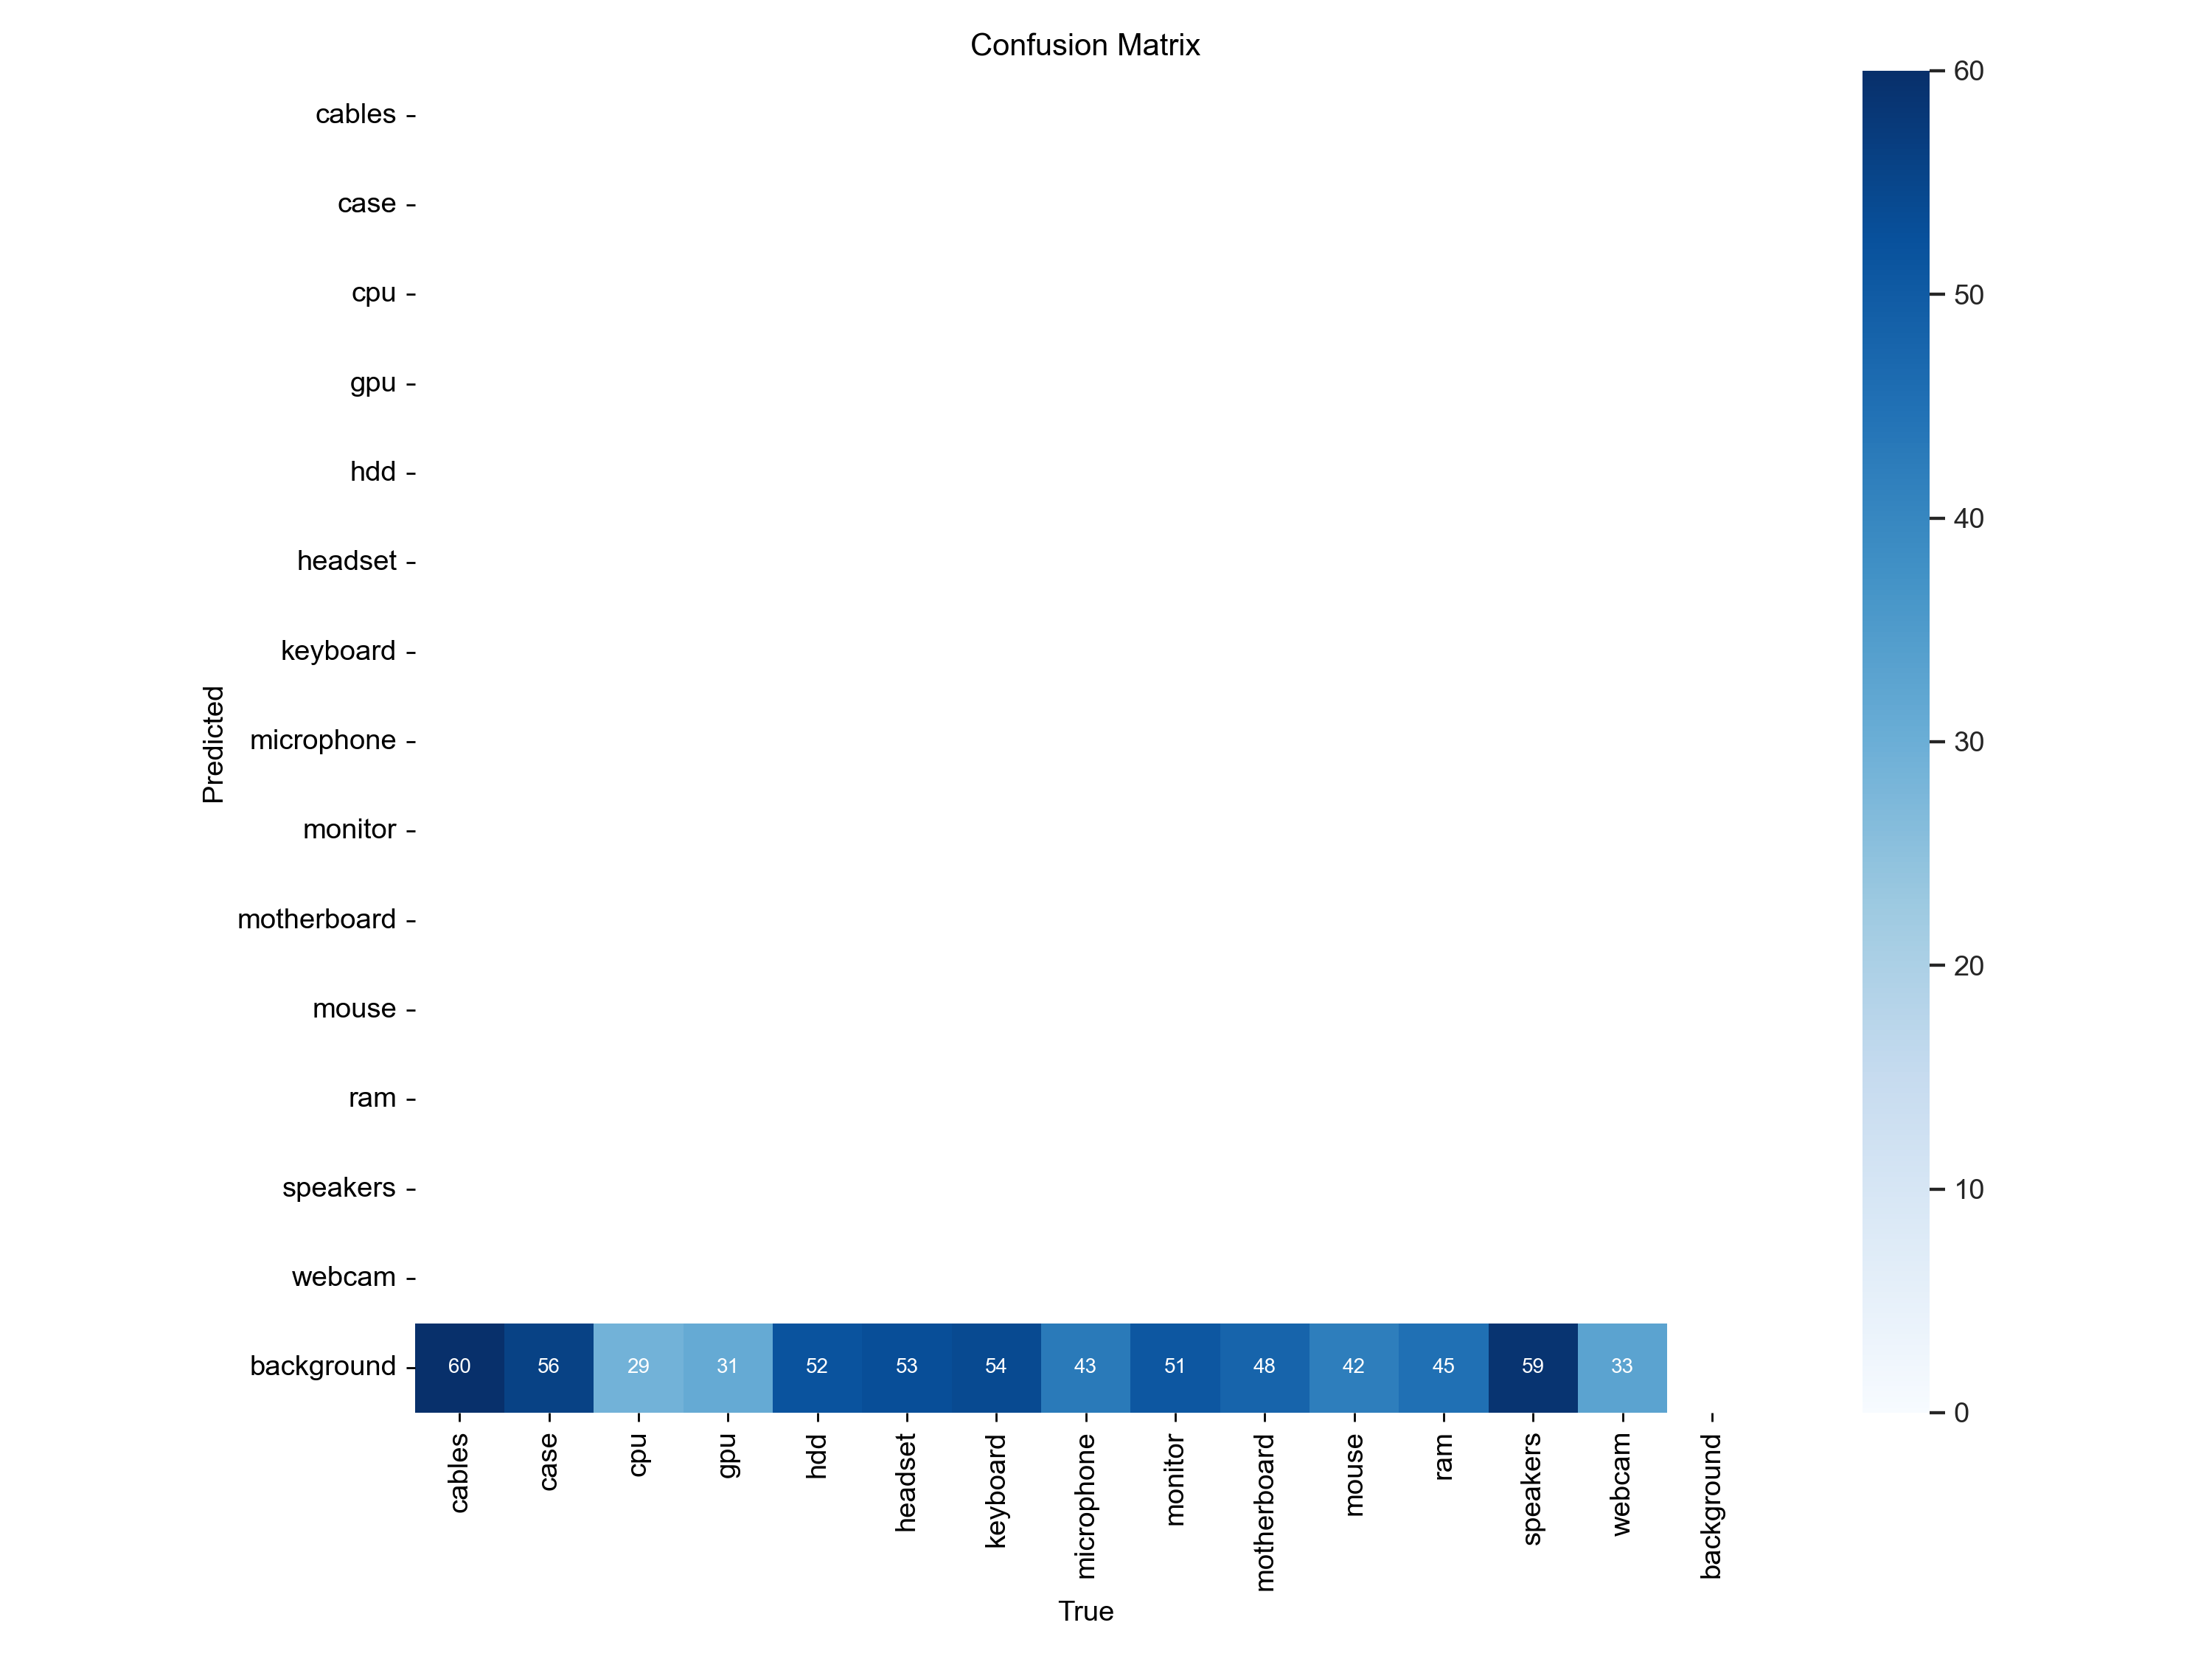 Confusion Matrix
cables
case
cpu
gpu
hdd
headset
keyboard
microphone
monitor
motherboard
mouse
ram
speakers
webcam
background
Predicted
60 56 29 31 52 53 54 43 51 48 42 45 59 33
cables case cpu gpu hdd headset keyboard microphone monitor motherboard mouse ram speakers webcam background
True
60
50
40
30
20
10
0